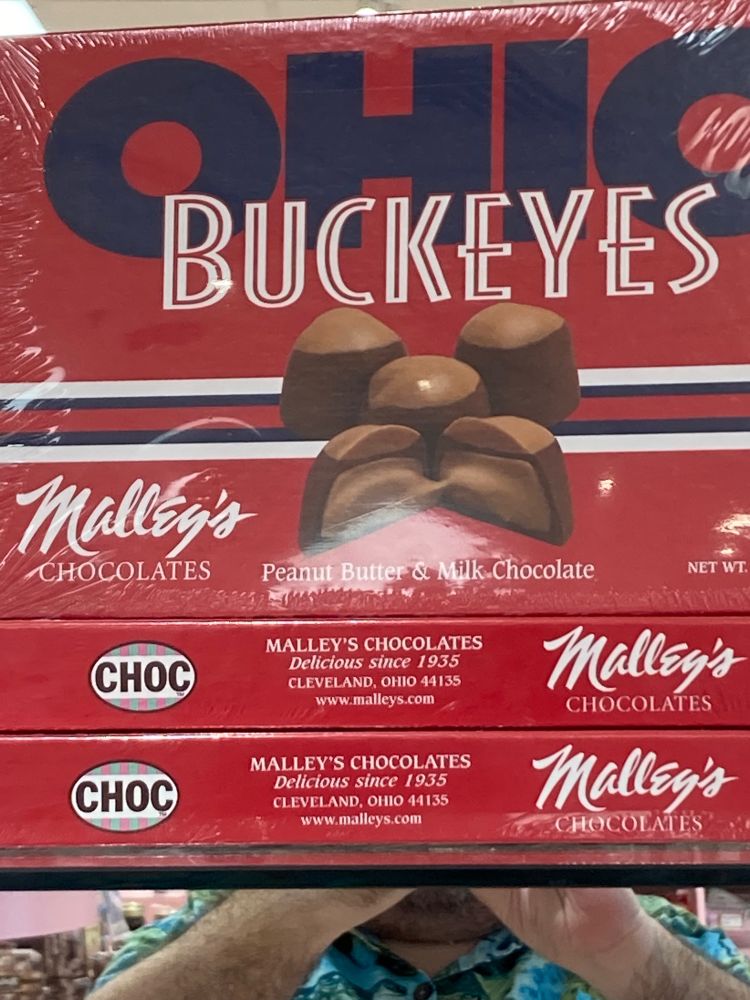 OHIO
BUCKEYES
Malley's
CHOCOLATES
Peanut Butter & Milk Chocolate
NET WT.
CHOC
TM
MALLEY'S CHOCOLATES
Delicious since 1935
CLEVELAND, OHIO 44135
www.malleys.com
Malley's
CHOCOLATES
CHOC
TM
MALLEY'S CHOCOLATES
Delicious since 1935
CLEVELAND, OHIO 44135
www.malleys.com
Malley's
CHOCOLATES